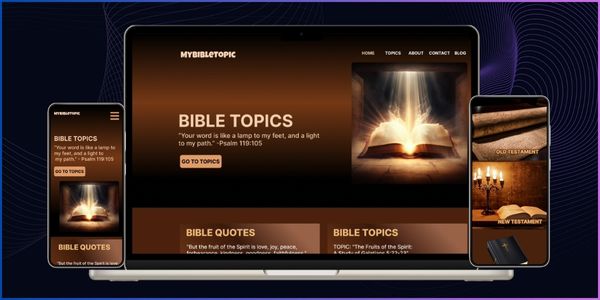 MYBIBLETOPIC
HOME TOPICS ABOUT CONTACT BLOG
BIBLE TOPICS
"Your word is like a lamp to my feet, and a light
to my path." -Psalm 119:105
GO TO TOPICS
BIBLE QUOTES
"But the fruit of the Spirit is love, joy, peace,
forbearance, kindness, goodness, faithfulness,
BIBLE TOPICS
TOPIC: "The Fruits of the Spirit:
A Study of Galatians 5:22-23"
MYBIBLETOPIC
BIBLE TOPICS
"Your word is like a lamp to
my feet, and a light to
my path." -Psalm 119:105
GO TO TOPICS
BIBLE QUOTES
"But the fruit of the Spirit is love
OLD TESTAMENT
NEW TESTAMENT